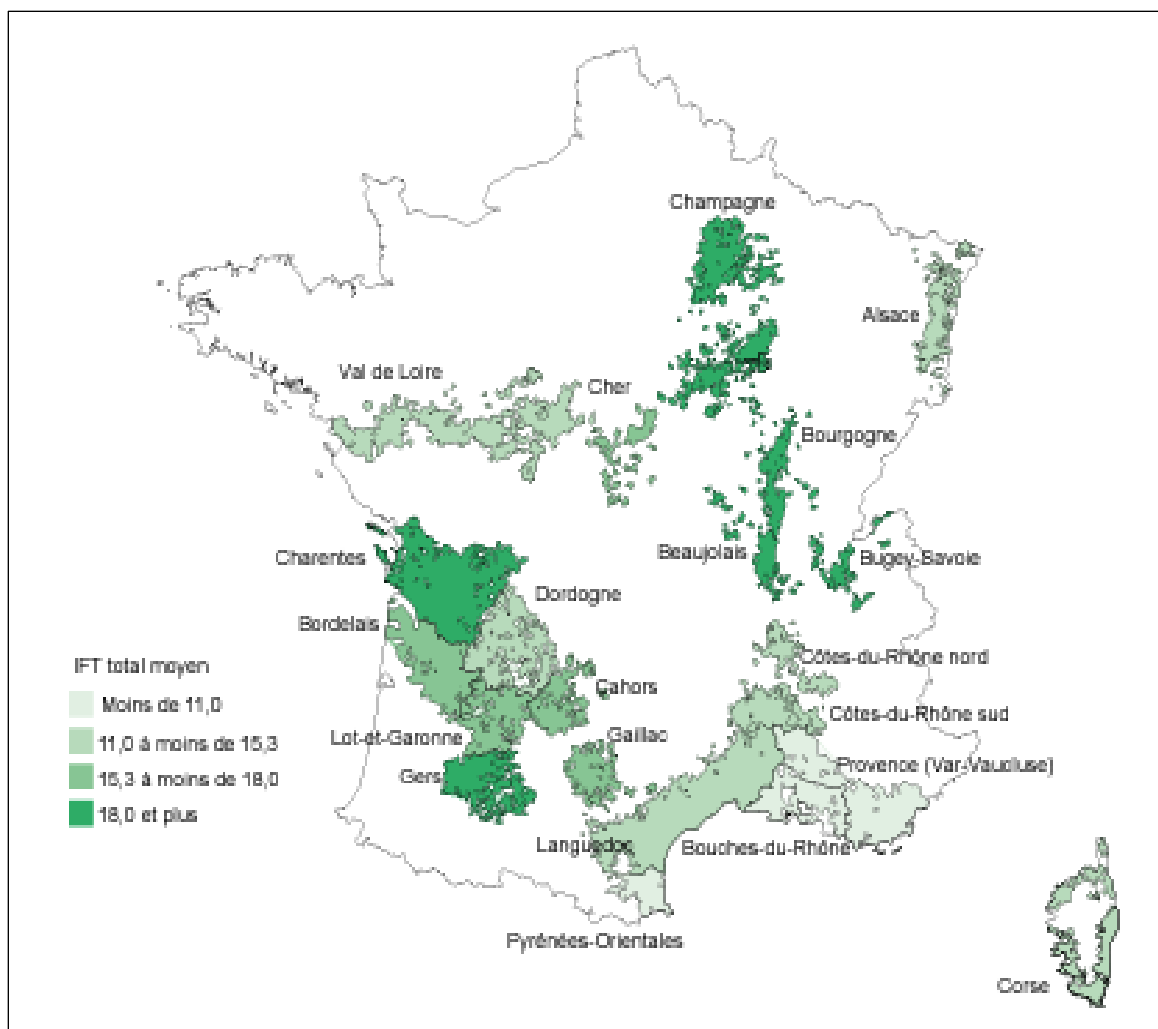 Champagne
Alsace
Val de Loire
Cher
Bourgogne
Beaujolais
Bugey-Savoie
Charentes
Dordogne
Bordelais
Côtes-du-Rhône nord
Cahors
Côtes-du-Rhône sud
Lot-et-Garonne
Gaillac
Provence (Var-Vaucluse)
Gers
Languedoc
Bouches-du-Rhône
Pyrénées-Orientales
Corse
IFT total moyen
Moins de 11,0
11,0 à moins de 15,3
15,3 à moins de 18,0
18,0 et plus